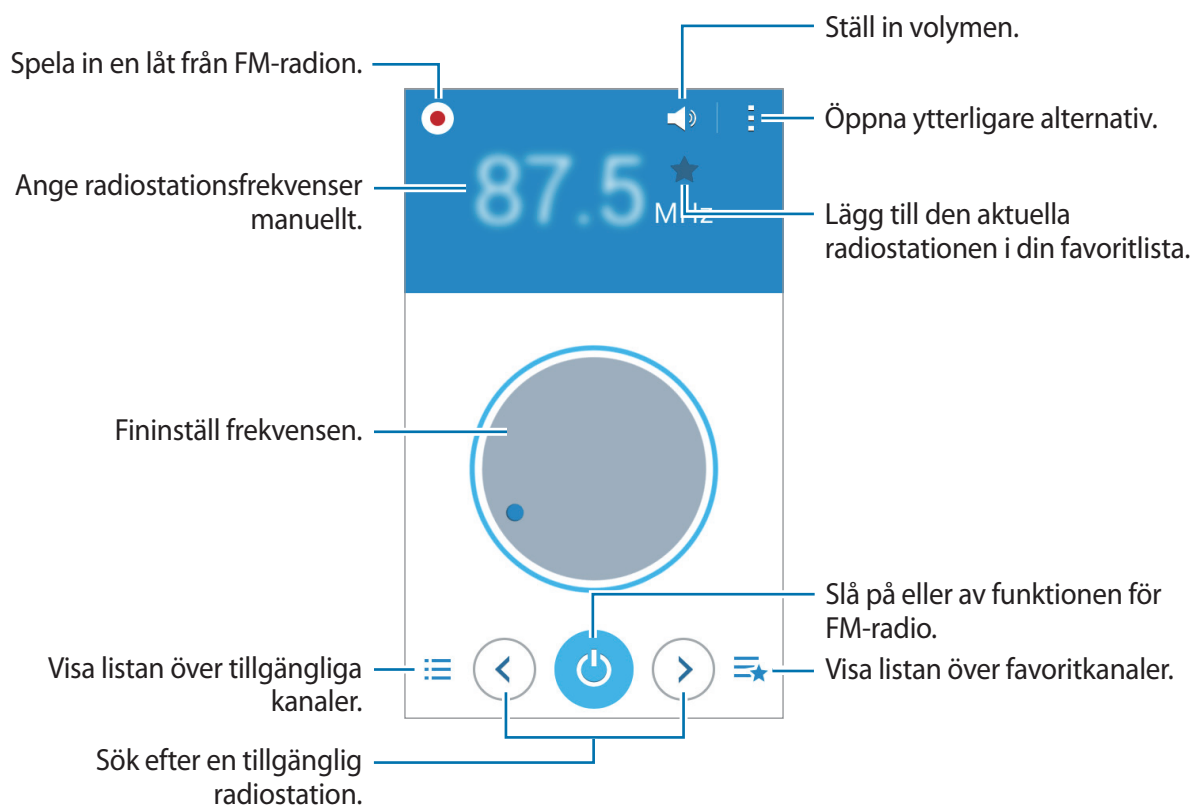 Ställ in volymen.
Spela in en låt från FM-radion.
Öppna ytterligare alternativ.
Ange radiostationsfrekvenser
manuellt.
87.5 MHz
Lägg till den aktuella
radiostationen i din favoritlista.
Fininställ frekvensen.
Slå på eller av funktionen för
FM-radio.
Visa listan över tillgängliga
kanaler.
Visa listan över favoritkanaler.
Sök efter en tillgänglig
radiostation.